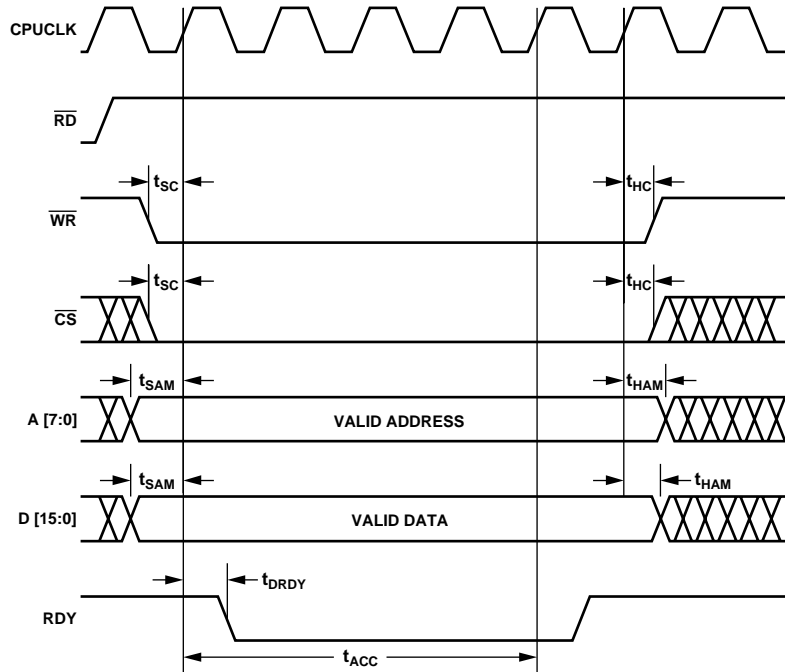 CPUCLK
RD
tSC
tHC
WR
tSC
tHC
CS
tSAM
tHAM
A [7:0]
VALID ADDRESS
tSAM
tHAM
D [15:0]
VALID DATA
tDRDY
RDY
tACC